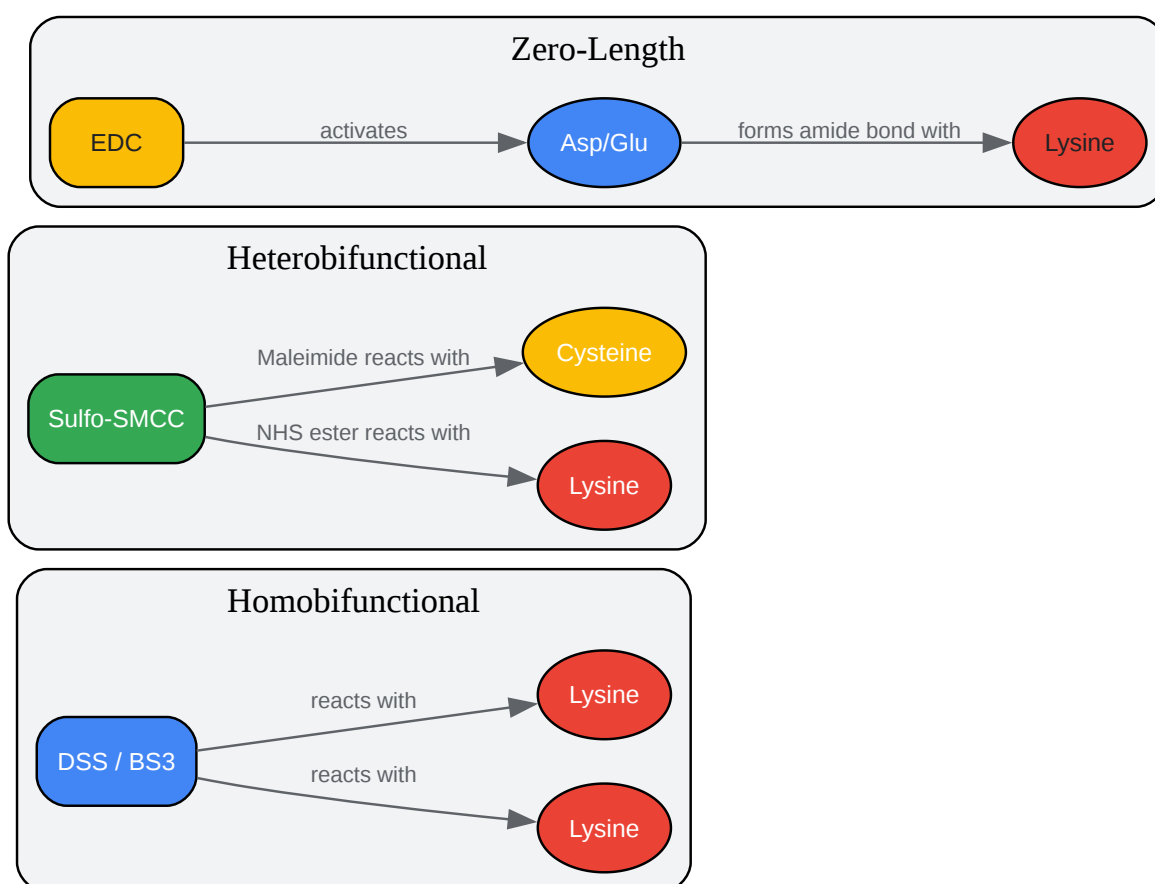 Zero-Length
EDC
activates
Asp/Glu
forms amide bond with
Lysine
Heterobifunctional
Sulfo-SMCC
Maleimide reacts with
Cysteine
NHS ester reacts with
Lysine
Homobifunctional
DSS / BS3
reacts with
Lysine
reacts with
Lysine